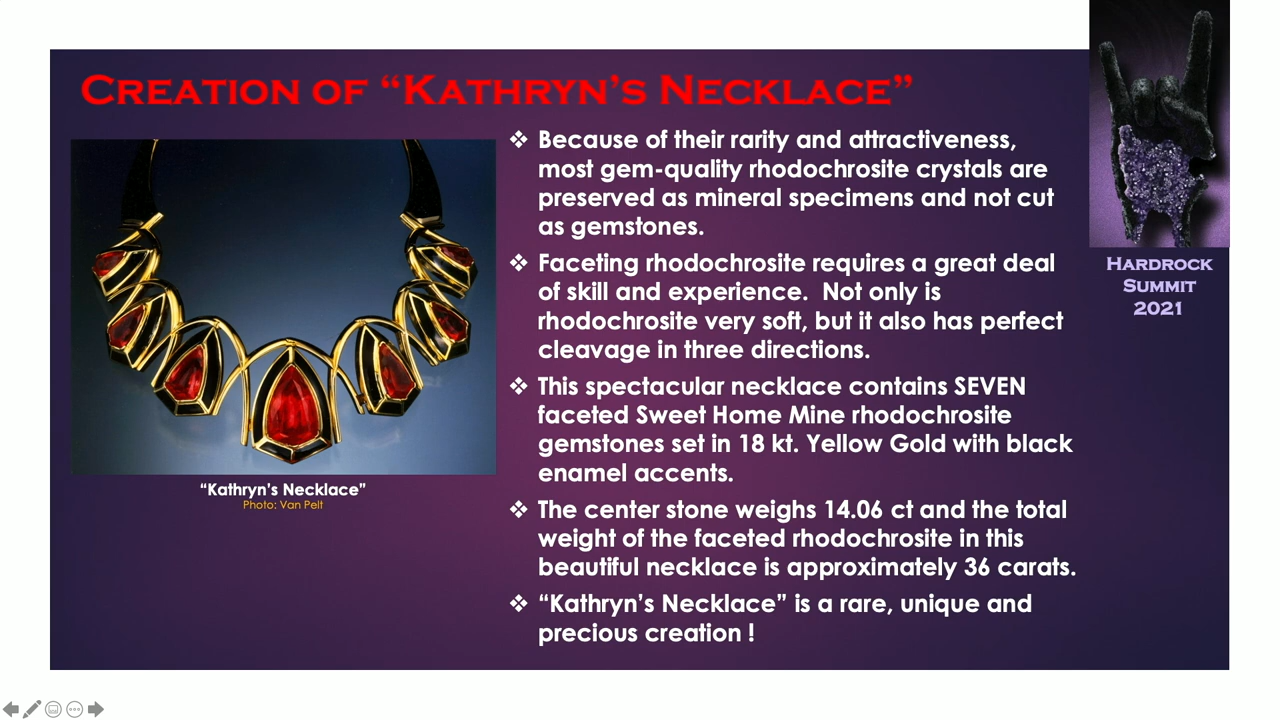 Creation of “Kathryn’s Necklace”
❖ Because of their rarity and attractiveness,
most gem-quality rhodochrosite crystals are
preserved as mineral specimens and not cut
as gemstones.
❖ Faceting rhodochrosite requires a great deal
of skill and experience.  Not only is
rhodochrosite very soft, but it also has perfect
cleavage in three directions.
❖ This spectacular necklace contains SEVEN
faceted Sweet Home Mine rhodochrosite
gemstones set in 18 kt. Yellow Gold with black
enamel accents.
❖ The center stone weighs 14.06 ct and the total
weight of the faceted rhodochrosite in this
beautiful necklace is approximately 36 carats.
❖ “Kathryn’s Necklace” is a rare, unique and
precious creation !
“Kathryn’s Necklace”
Photo: Van Pelt
Hardrock
Summit
2021